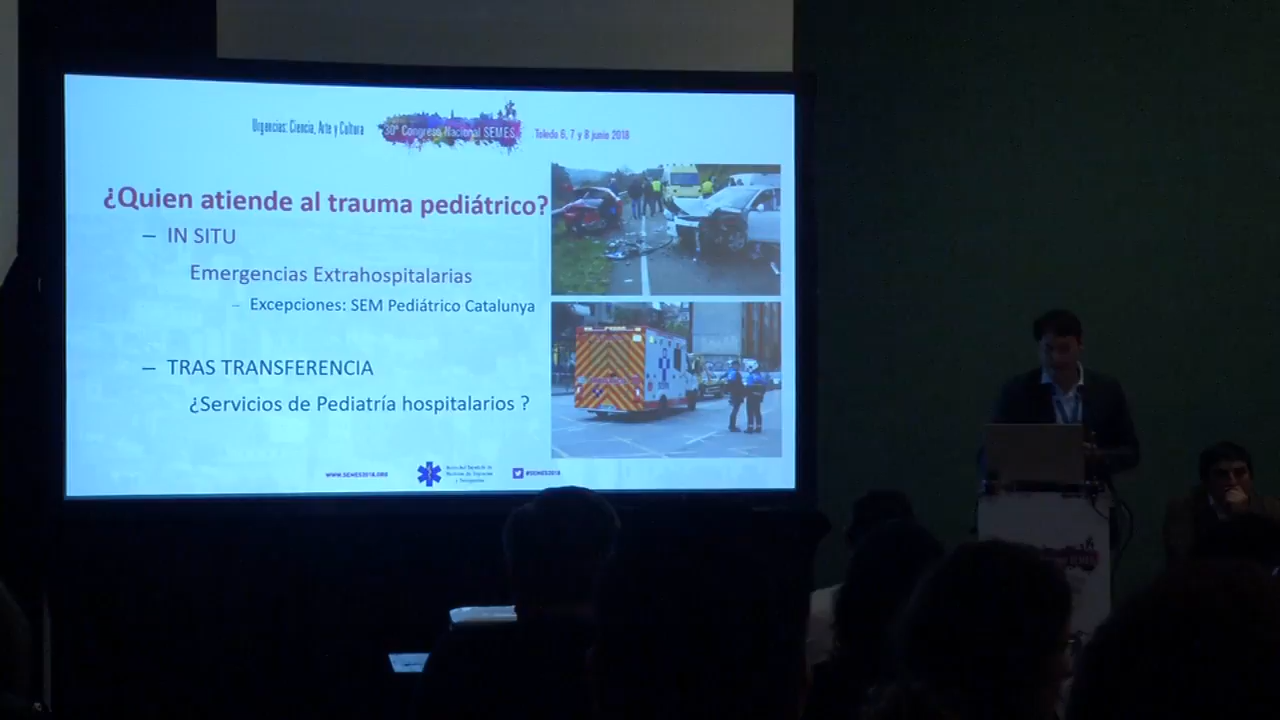 Urgencias: Ciencia, Arte y Cultura
30º Congreso Nacional SEMES
Toledo 6, 7 y 8 junio 2018
¿Quien atiende al trauma pediátrico?
– IN SITU
Emergencias Extrahospitalarias
– Excepciones: SEM Pediátrico Catalunya
– TRAS TRANSFERENCIA
¿Servicios de Pediatría hospitalarios ?
WWW.SEMES2018.ORG
#SEMES2018